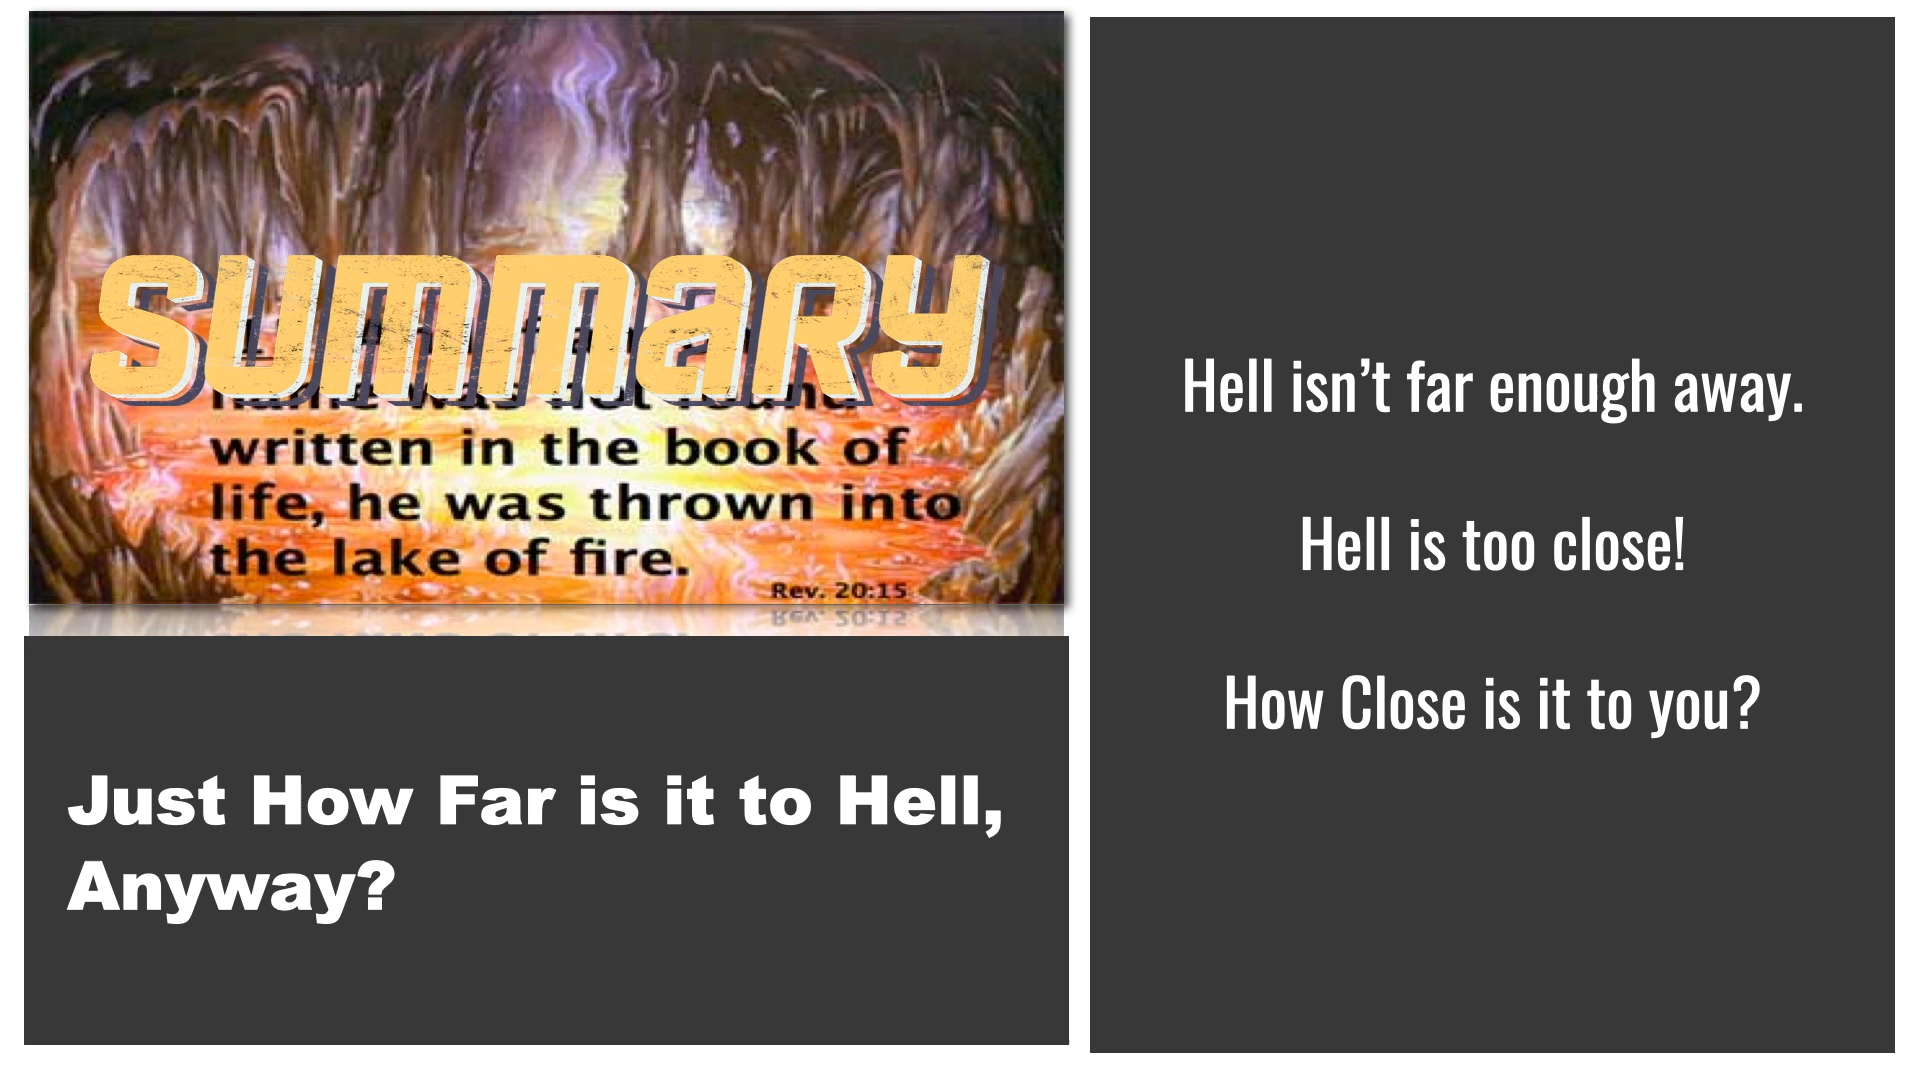 SUMMARY
written in the book of
life, he was thrown into
the lake of fire.
Rev. 20:15
Just How Far is it to Hell,
Anyway?
Hell isn’t far enough away.
Hell is too close!
How Close is it to you?